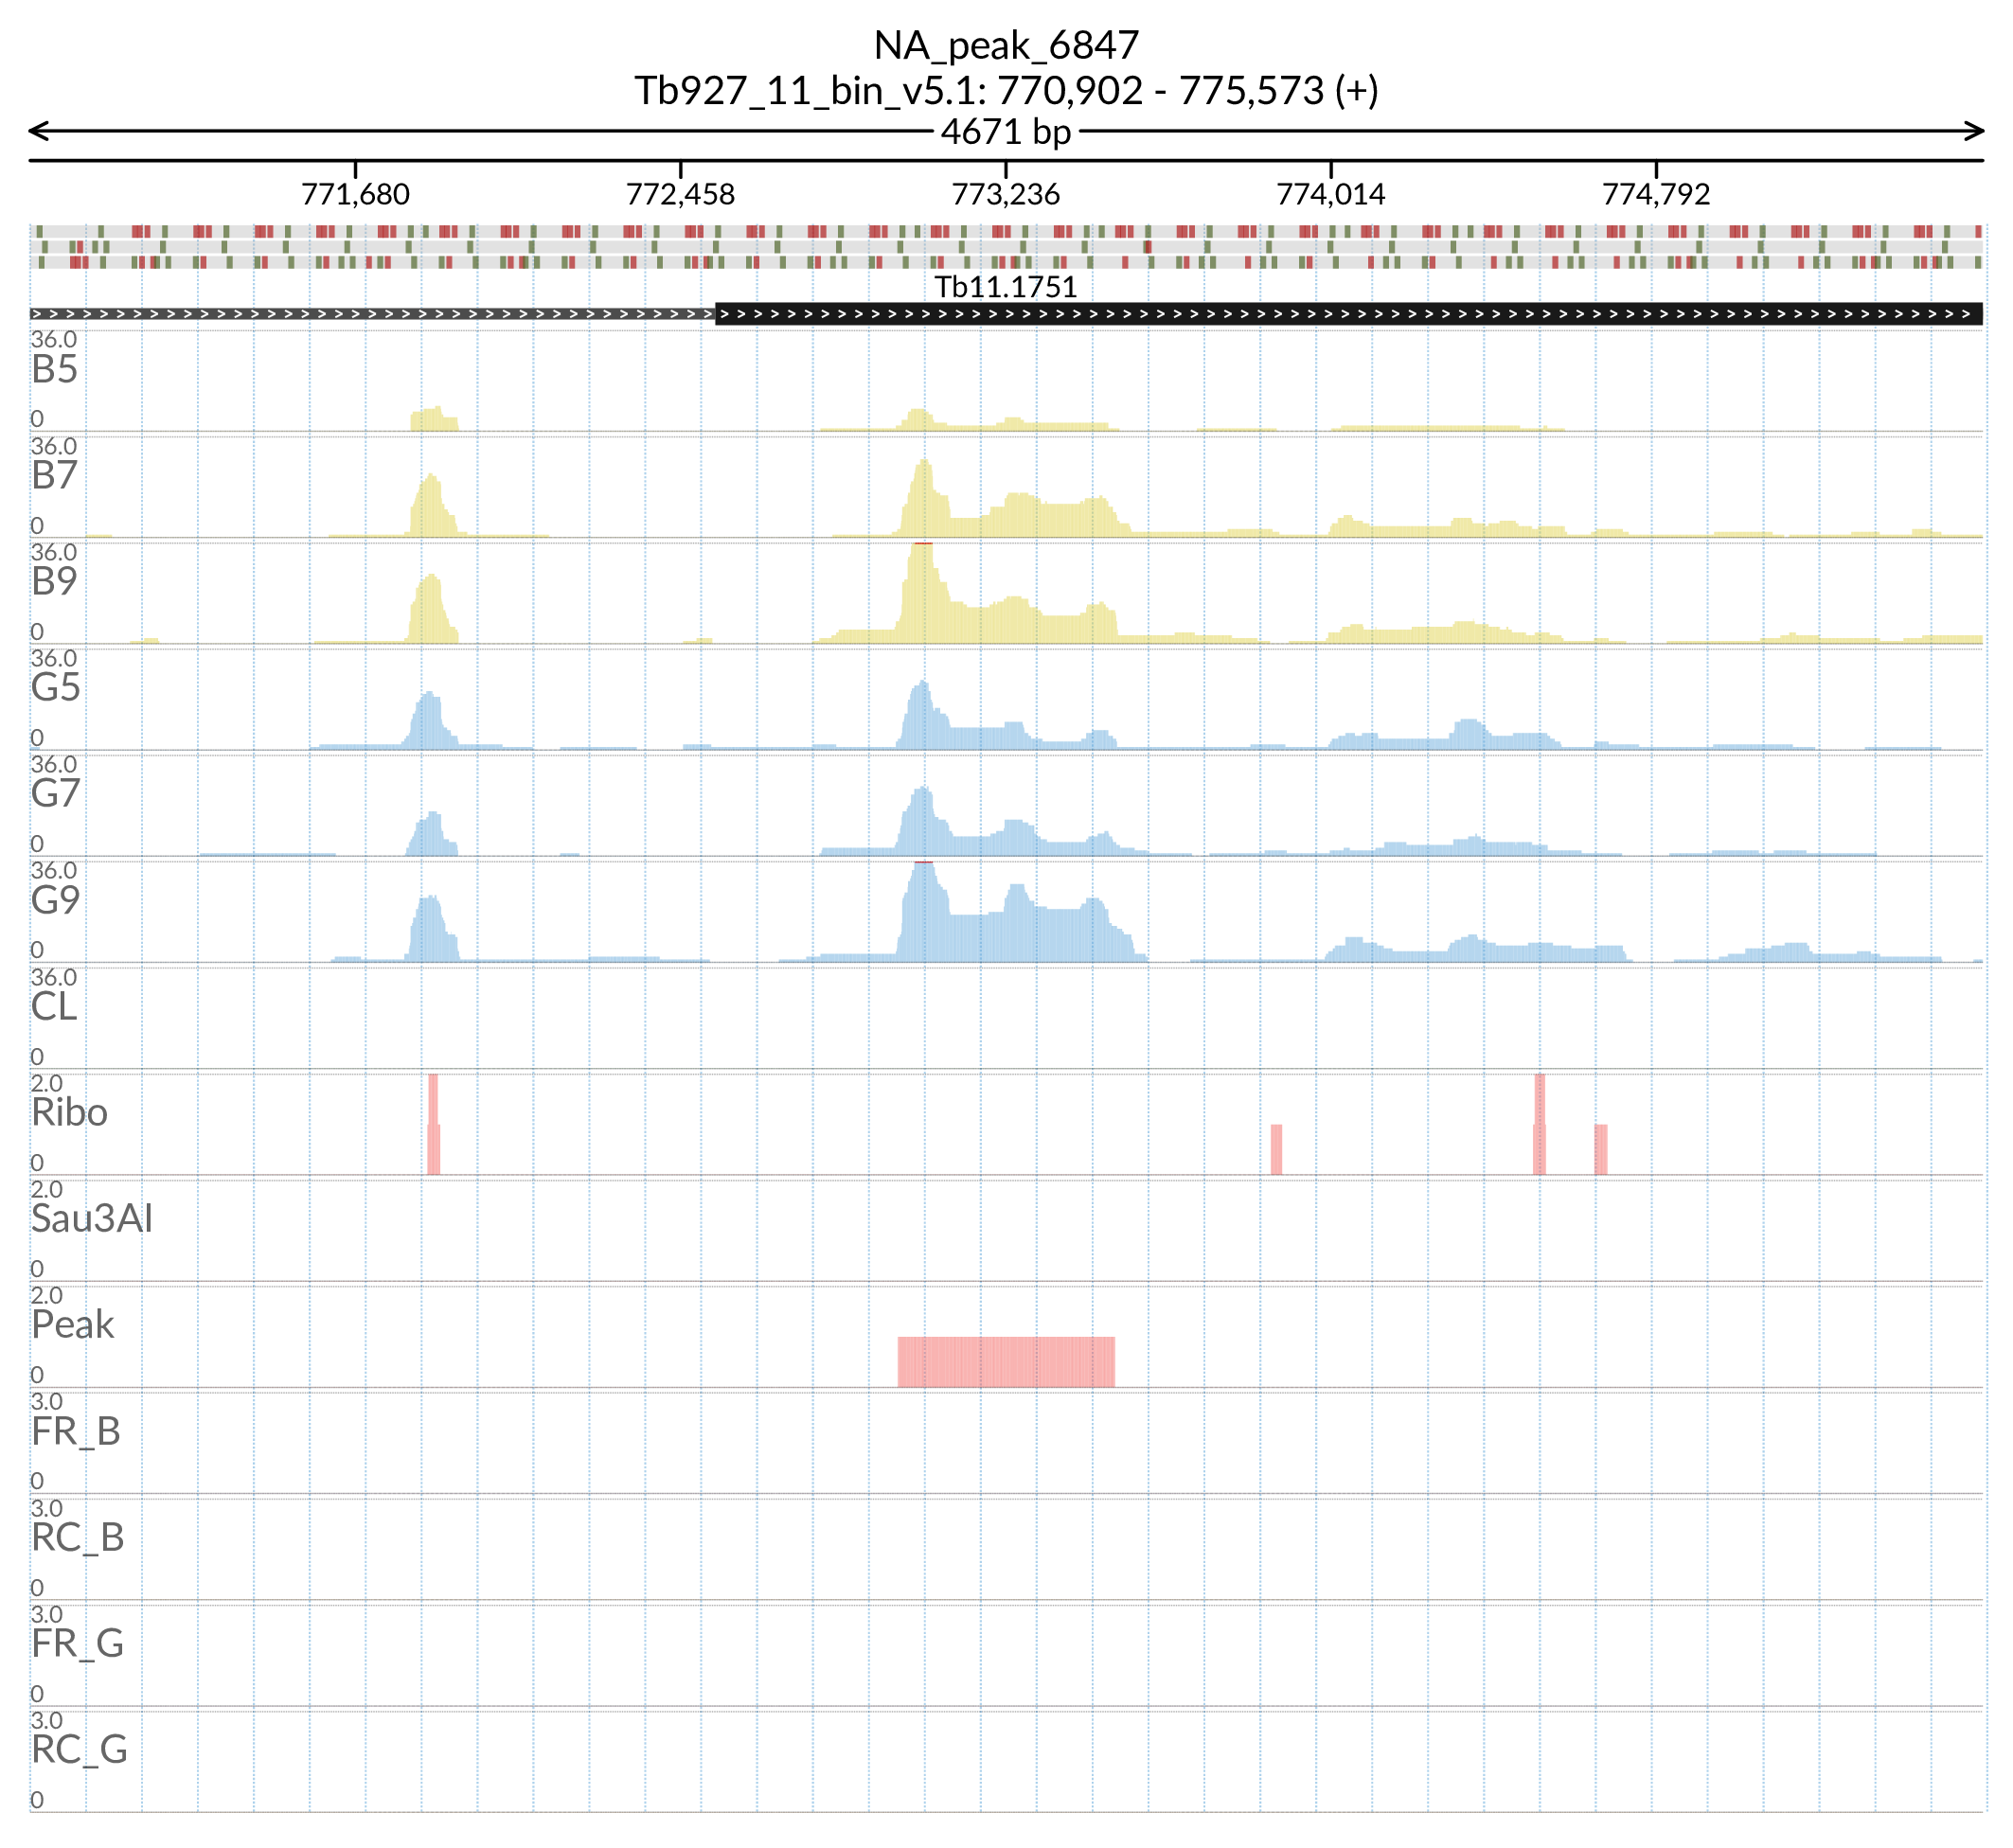 NA_peak_6847
Tb927_11_bin_v5.1: 770,902 - 775,573 (+)
4671 bp
771,680 772,458 773,236 774,014 774,792
Tb11.1751
36.0
B5
0
36.0
B7
0
36.0
B9
0
36.0
G5
0
36.0
G7
0
36.0
G9
0
36.0
CL
0
2.0
Ribo
0
2.0
Sau3AI
0
2.0
Peak
0
3.0
FR_B
0
3.0
RC_B
0
3.0
FR_G
0
3.0
RC_G
0